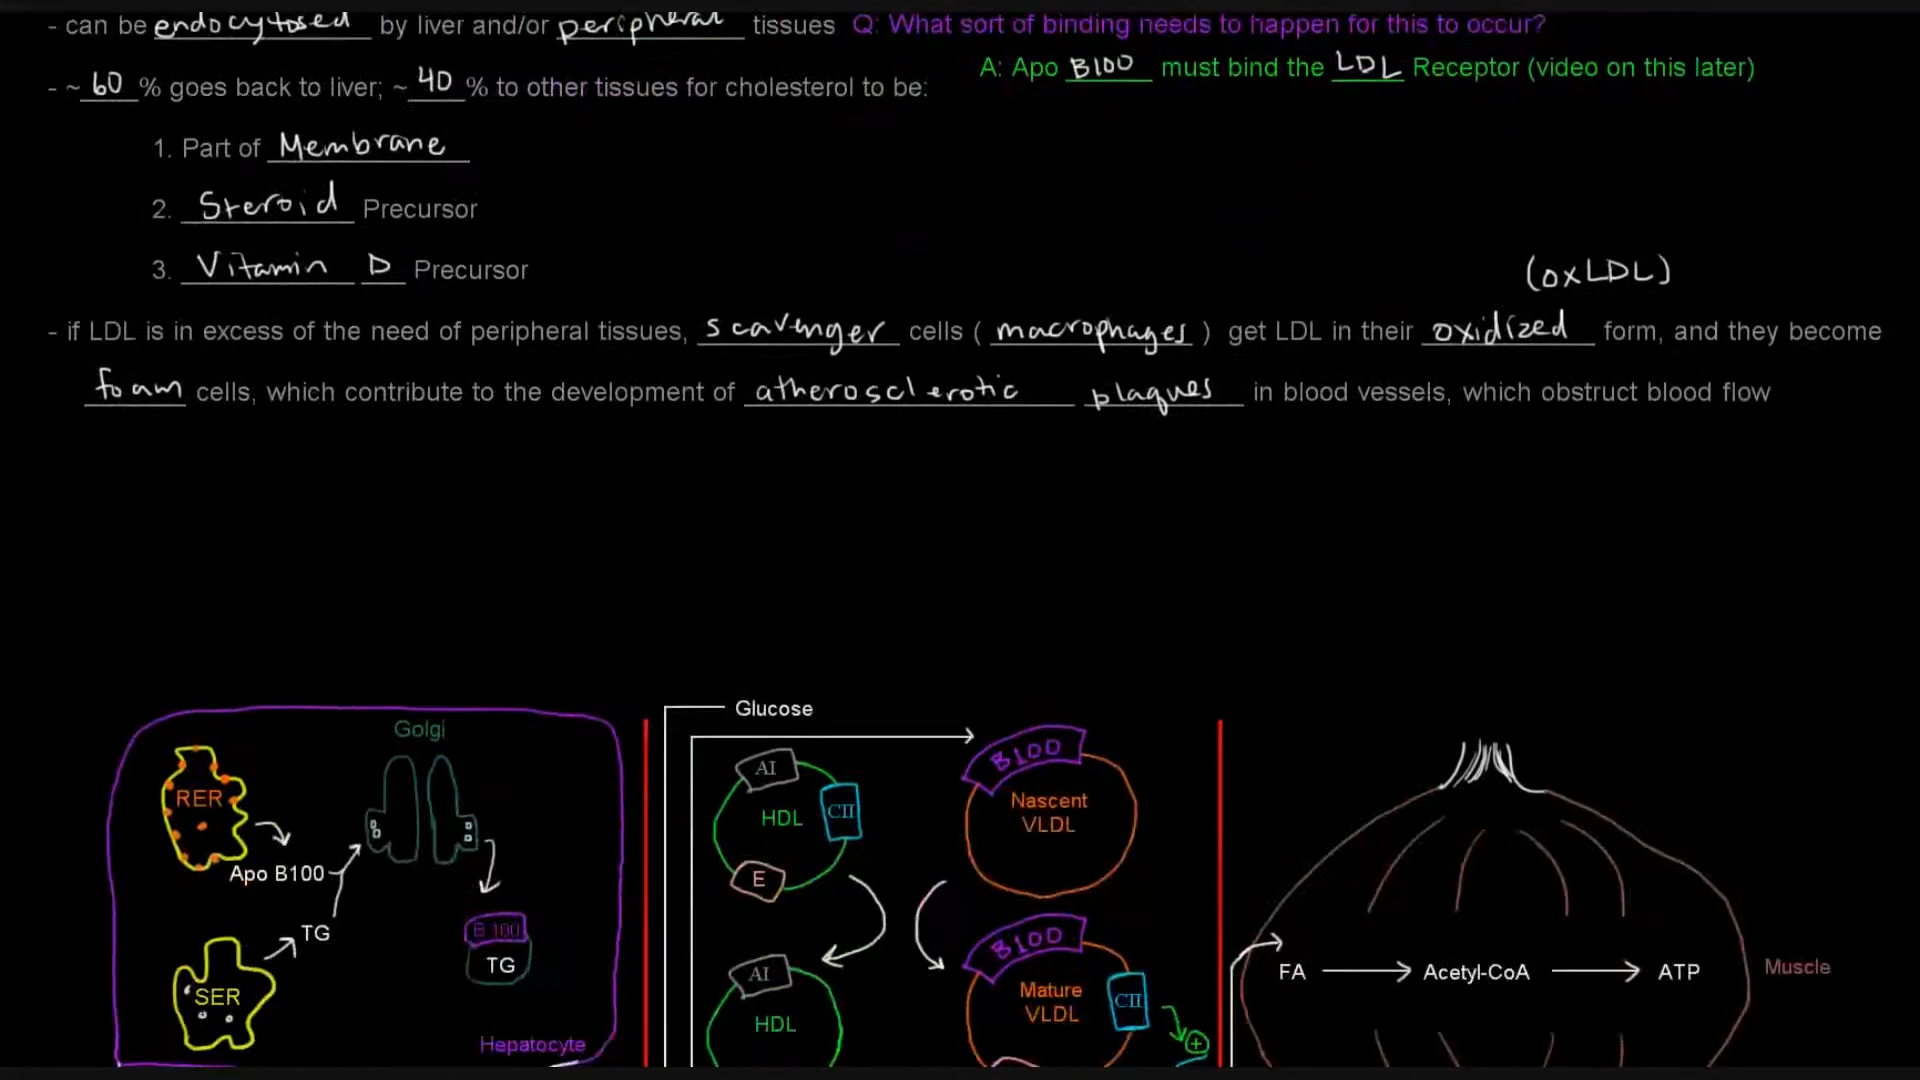 - can be endocytosed by liver and/or peripheral tissues Q: What sort of binding needs to happen for this to occur?
A: Apo B100 must bind the LDL Receptor (video on this later)
- ~ 60 % goes back to liver; ~ 40 % to other tissues for cholesterol to be:
1. Part of Membrane
2. Steroid Precursor
3. Vitamin D Precursor
(oxLDL)
- if LDL is in excess of the need of peripheral tissues, scavenger cells ( macrophages ) get LDL in their oxidized form, and they become
foam cells, which contribute to the development of atherosclerotic plaques in blood vessels, which obstruct blood flow
Golgi
RER
Apo B100
TG
SER
B 100
TG
Hepatocyte
Glucose
AI
HDL
CII
E
B100
Nascent
VLDL
AI
HDL
B100
Mature
VLDL
CII
+
FA
Acetyl-CoA
ATP
Muscle